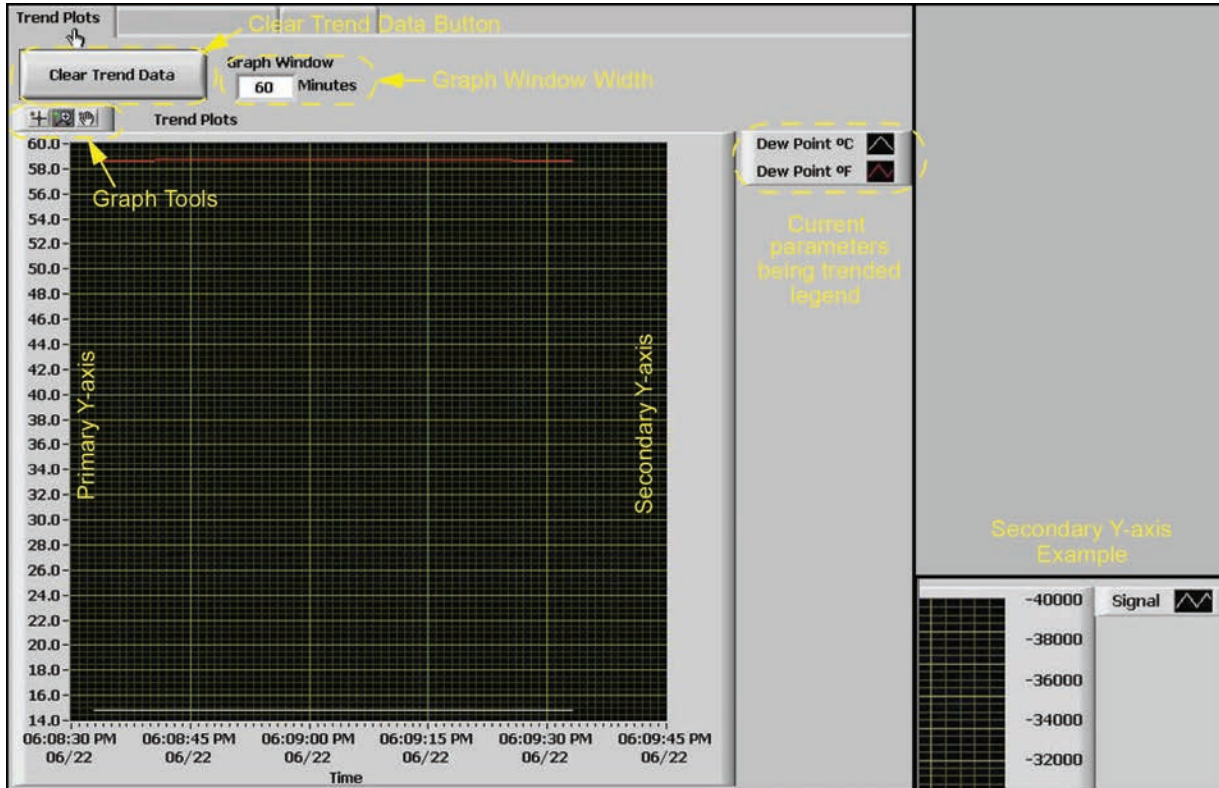 Trend Plots
Clear Trend Data Button
Clear Trend Data
Graph Window
60 Minutes
Graph Window Width
Trend Plots
Graph Tools
60.0
58.0
56.0
54.0
52.0
50.0
48.0
46.0
44.0
42.0
40.0
38.0
36.0
34.0
32.0
30.0
28.0
26.0
24.0
22.0
20.0
18.0
16.0
14.0
Primary Y-axis
Secondary Y-axis
06:08:30 PM 06:08:45 PM 06:09:00 PM 06:09:15 PM 06:09:30 PM 06:09:45 PM
06/22 06/22 06/22 06/22 06/22 06/22
Time
Dew Point ºC
Dew Point ºF
Current
parameters
being trended
legend
Secondary Y-axis
Example
-40000
-38000
-36000
-34000
-32000
Signal